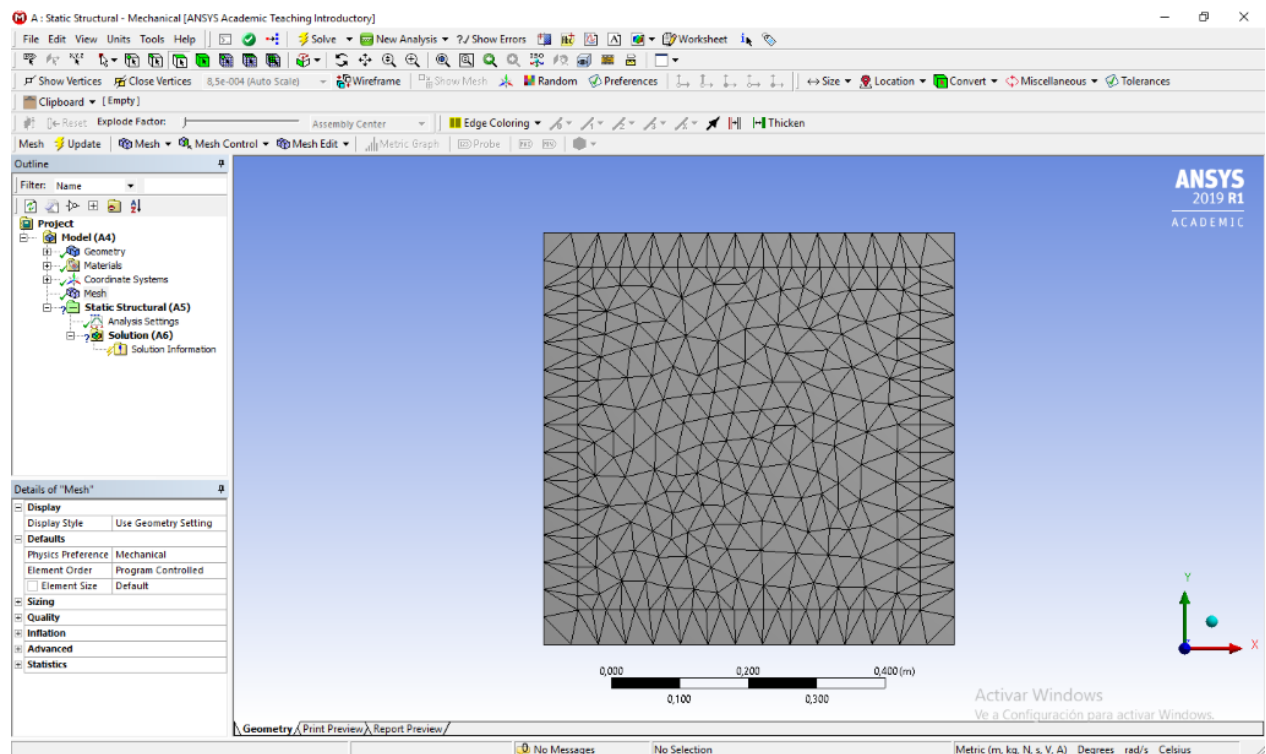 A : Static Structural - Mechanical [ANSYS Academic Teaching Introductory]
File Edit View Units Tools Help Solve New Analysis ?/ Show Errors Worksheet
Show Vertices Close Vertices 8,5e-004 (Auto Scale) Wireframe Show Mesh Random Preferences Size Location Convert Miscellaneous Tolerances
Clipboard [Empty]
Reset Explode Factor: Assembly Center Edge Coloring Thicken
Mesh Update Mesh Mesh Control Mesh Edit Metric Graph Probe
Outline
Filter: Name
Project
Model (A4)
Geometry
Materials
Coordinate Systems
Mesh
Static Structural (A5)
Analysis Settings
Solution (A6)
Solution Information
ANSYS
2019 R1
ACADEMIC
Details of "Mesh"
Display
Display Style Use Geometry Setting
Defaults
Physics Preference Mechanical
Element Order Program Controlled
Element Size Default
Sizing
Quality
Inflation
Advanced
Statistics
Y
X
0,000 0,200 0,400 (m)
0,100 0,300
Activar Windows
Ve a Configuración para activar Windows.
Geometry Print Preview Report Preview
No Messages No Selection Metric (m, kg, N, s, V, A) Degrees rad/s Celsius